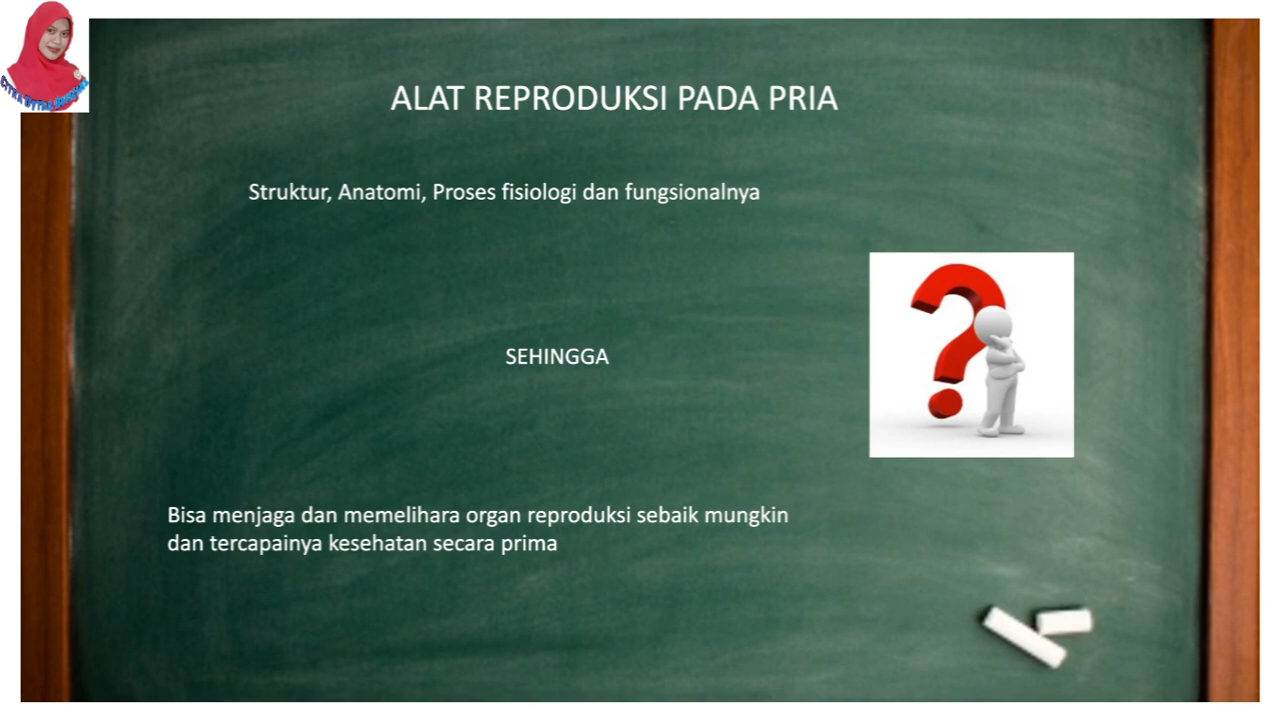 ALAT REPRODUKSI PADA PRIA
Struktur, Anatomi, Proses fisiologi dan fungsionalnya
SEHINGGA
Bisa menjaga dan memelihara organ reproduksi sebaik mungkin
dan tercapainya kesehatan secara prima